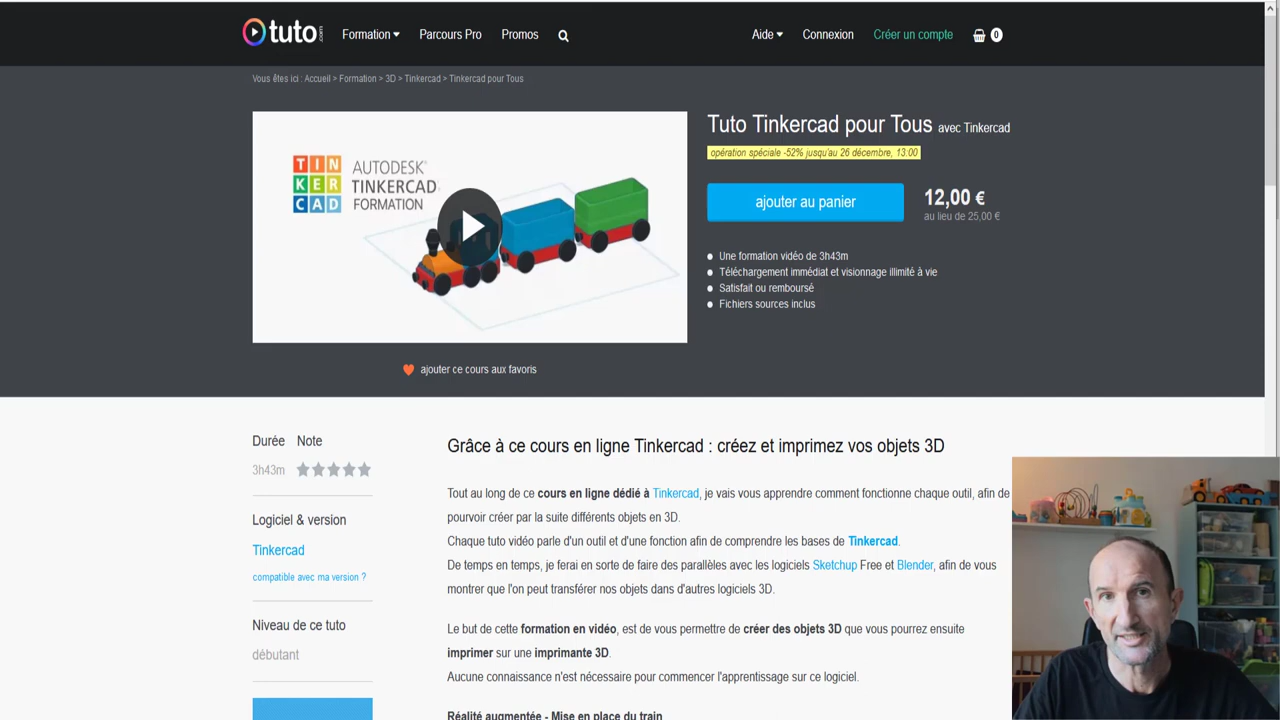 tuto .com
Formation Parcours Pro Promos
Aide Connexion Créer un compte 0
Vous êtes ici : Accueil > Formation > 3D > Tinkercad > Tinkercad pour Tous
TIN
KER
CAD
AUTODESK®
TINKERCAD
FORMATION
ajouter ce cours aux favoris
Tuto Tinkercad pour Tous avec Tinkercad
opération spéciale -52% jusqu'au 26 décembre, 13:00
ajouter au panier
12,00 €
au lieu de 25,00 €
Une formation vidéo de 3h43m
Téléchargement immédiat et visionnage illimité à vie
Satisfait ou remboursé
Fichiers sources inclus
Durée Note
3h43m
Logiciel & version
Tinkercad
compatible avec ma version ?
Niveau de ce tuto
débutant
Grâce à ce cours en ligne Tinkercad : créez et imprimez vos objets 3D
Tout au long de ce cours en ligne dédié à Tinkercad, je vais vous apprendre comment fonctionne chaque outil, afin de
pourvoir créer par la suite différents objets en 3D.
Chaque tuto vidéo parle d'un outil et d'une fonction afin de comprendre les bases de Tinkercad.
De temps en temps, je ferai en sorte de faire des parallèles avec les logiciels Sketchup Free et Blender, afin de vous
montrer que l'on peut transférer nos objets dans d'autres logiciels 3D.
Le but de cette formation en vidéo, est de vous permettre de créer des objets 3D que vous pourrez ensuite
imprimer sur une imprimante 3D.
Aucune connaissance n'est nécessaire pour commencer l'apprentissage sur ce logiciel.
Réalité augmentée - Mise en place du train